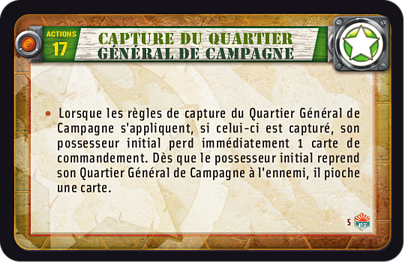 ACTIONS
17
CAPTURE DU QUARTIER
GÉNÉRAL DE CAMPAGNE
• Lorsque les règles de capture du Quartier Général de
Campagne s'appliquent, si celui-ci est capturé, son
possesseur initial perd immédiatement 1 carte de
commandement. Dès que le possesseur initial reprend
son Quartier Général de Campagne à l'ennemi, il pioche
une carte.
5